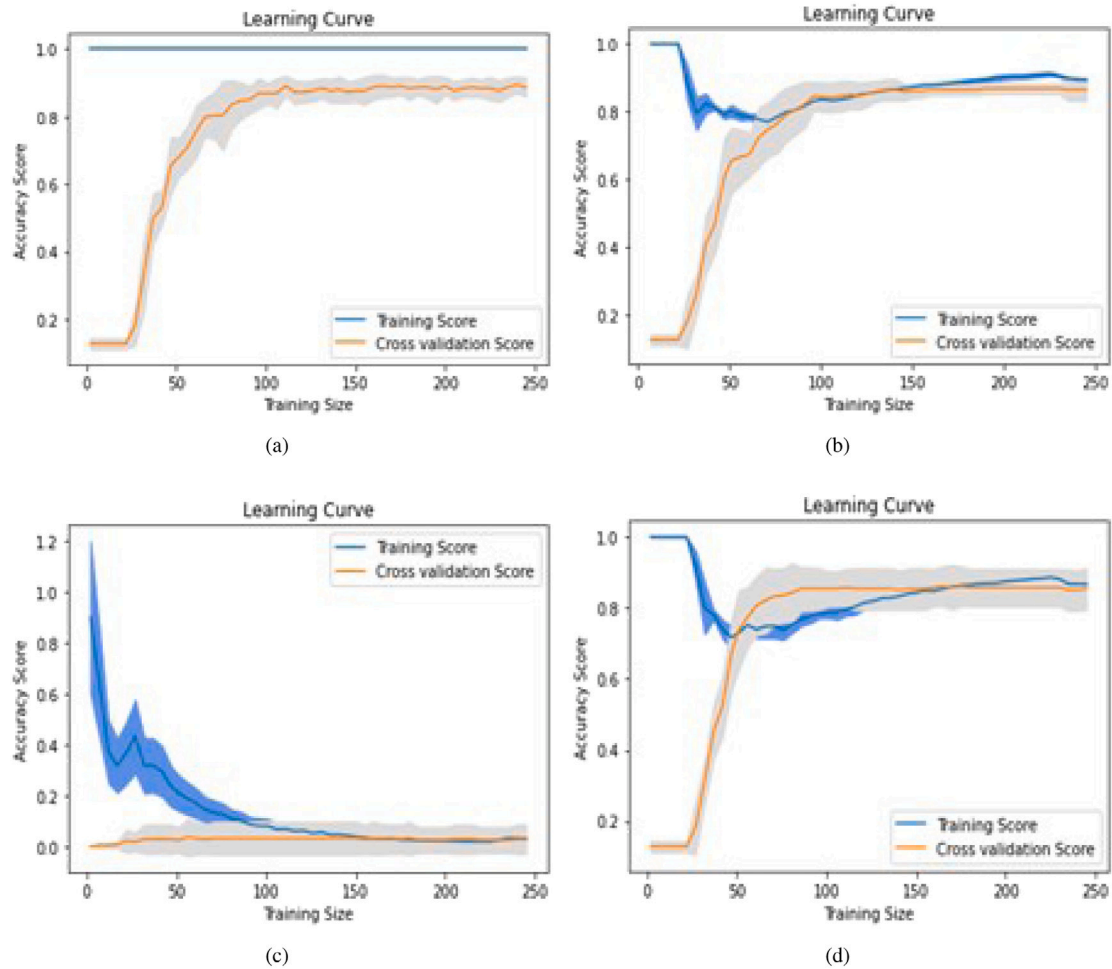 Learning Curve
1.0
0.8
0.6
0.4
0.2
Accuracy Score
Training Score
Cross validation Score
0 50 100 150 200 250
Training Size
(a)
Learning Curve
1.0
0.8
0.6
0.4
0.2
Accuracy Score
Training Score
Cross validation Score
0 50 100 150 200 250
Training Size
(b)
Learning Curve
1.2
1.0
0.8
0.6
0.4
0.2
0.0
Accuracy Score
Training Score
Cross validation Score
0 50 100 150 200 250
Training Size
(c)
Learning Curve
1.0
0.8
0.6
0.4
0.2
Accuracy Score
Training Score
Cross validation Score
0 50 100 150 200 250
Training Size
(d)